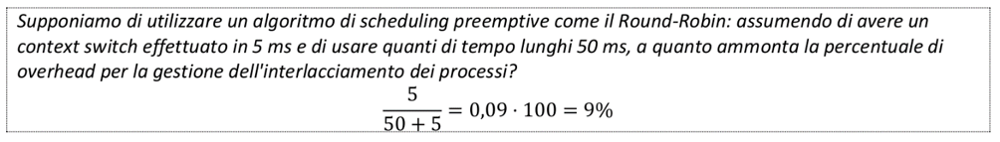 Supponiamo di utilizzare un algoritmo di scheduling preemptive come il Round-Robin: assumendo di avere un
context switch effettuato in 5 ms e di usare quanti di tempo lunghi 50 ms, a quanto ammonta la percentuale di
overhead per la gestione dell'interlacciamento dei processi?
5
/
50 + 5
= 0,09 · 100 = 9%